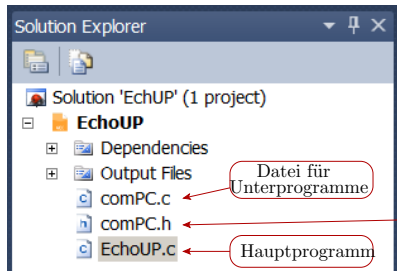 Solution Explorer
Solution 'EchUP' (1 project)
EchoUP
Dependencies
Output Files
Datei für
Unterprogramme
comPC.c
comPC.h
EchoUP.c
Hauptprogramm